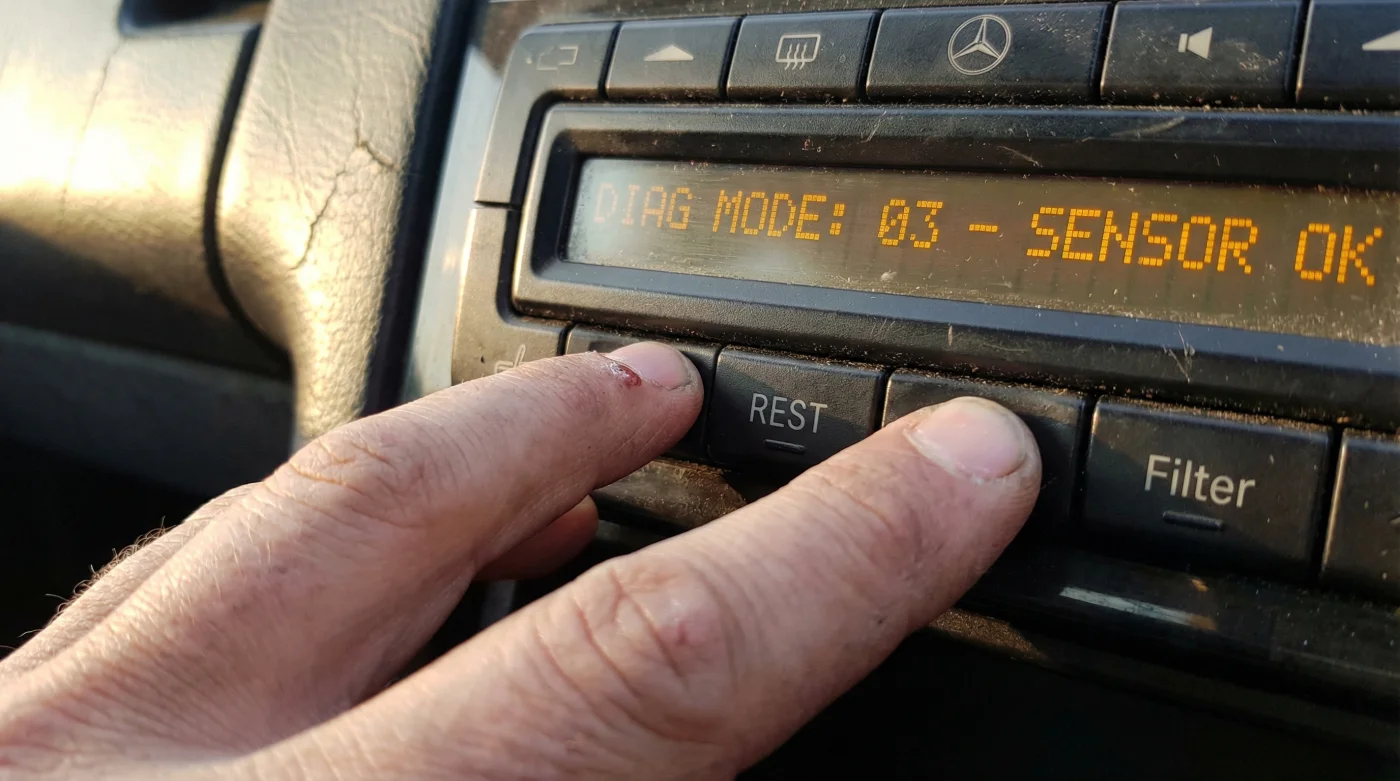 DIAG MODE: 03 - SENSOR OK
REST
Filter